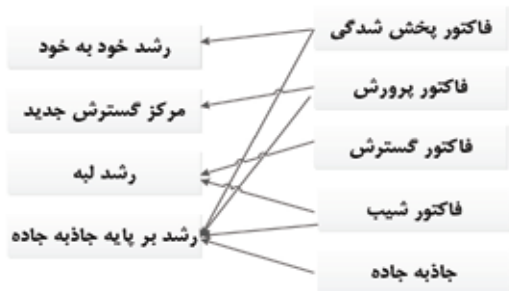 فاکتور پخش شدگی
فاکتور پرورش
فاکتور گسترش
فاکتور شیب
جاذبه جاده
رشد خود به خود
مرکز گسترش جدید
رشد لبه
رشد بر پایه جاذبه جاده